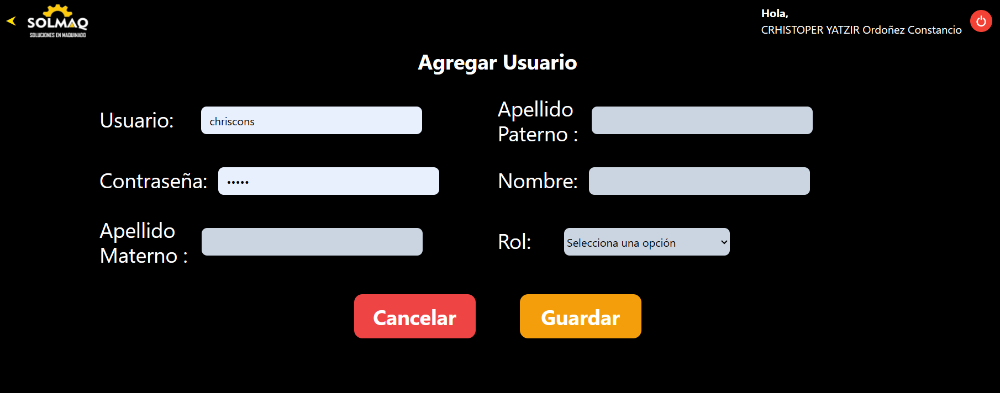 SOLMAQ
SOLUCIONES EN MAQUINADO
Hola,
CRHISTOPER YATZIR Ordoñez Constancio
Agregar Usuario
Usuario:
chriscons
Apellido
Paterno :
Contraseña:
•••••
Nombre:
Apellido
Materno :
Rol:
Selecciona una opción
Cancelar
Guardar